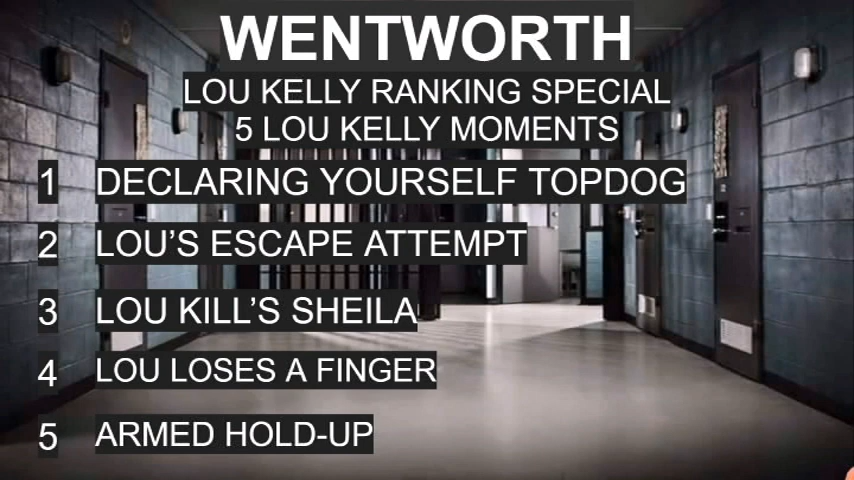 WENTWORTH
LOU KELLY RANKING SPECIAL
5 LOU KELLY MOMENTS
1 DECLARING YOURSELF TOPDOG
2 LOU’S ESCAPE ATTEMPT
3 LOU KILL’S SHEILA
4 LOU LOSES A FINGER
5 ARMED HOLD-UP